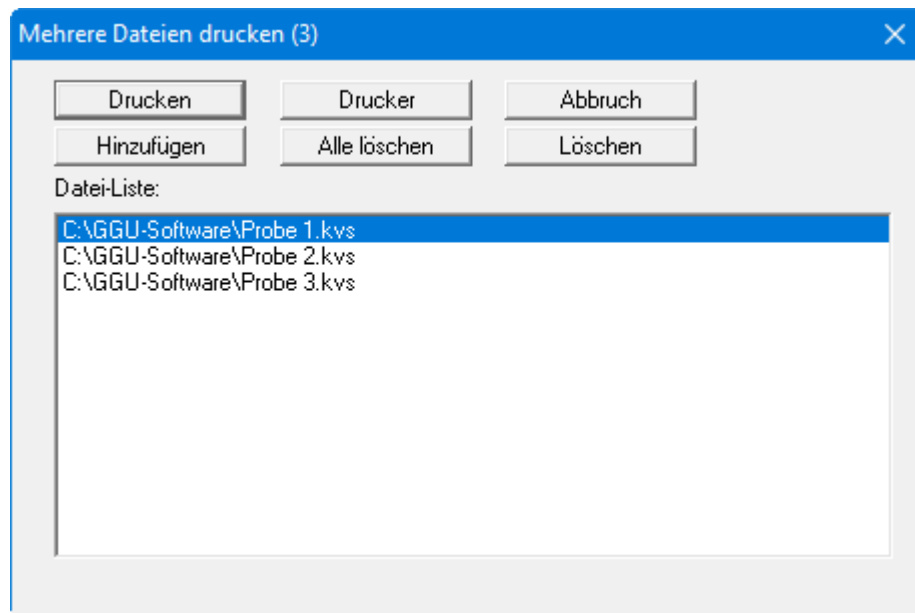 Mehrere Dateien drucken (3)
Drucken Drucker Abbruch
Hinzufügen Alle löschen Löschen
Datei-Liste:
C:\GGU-Software\Probe 1.kvs
C:\GGU-Software\Probe 2.kvs
C:\GGU-Software\Probe 3.kvs